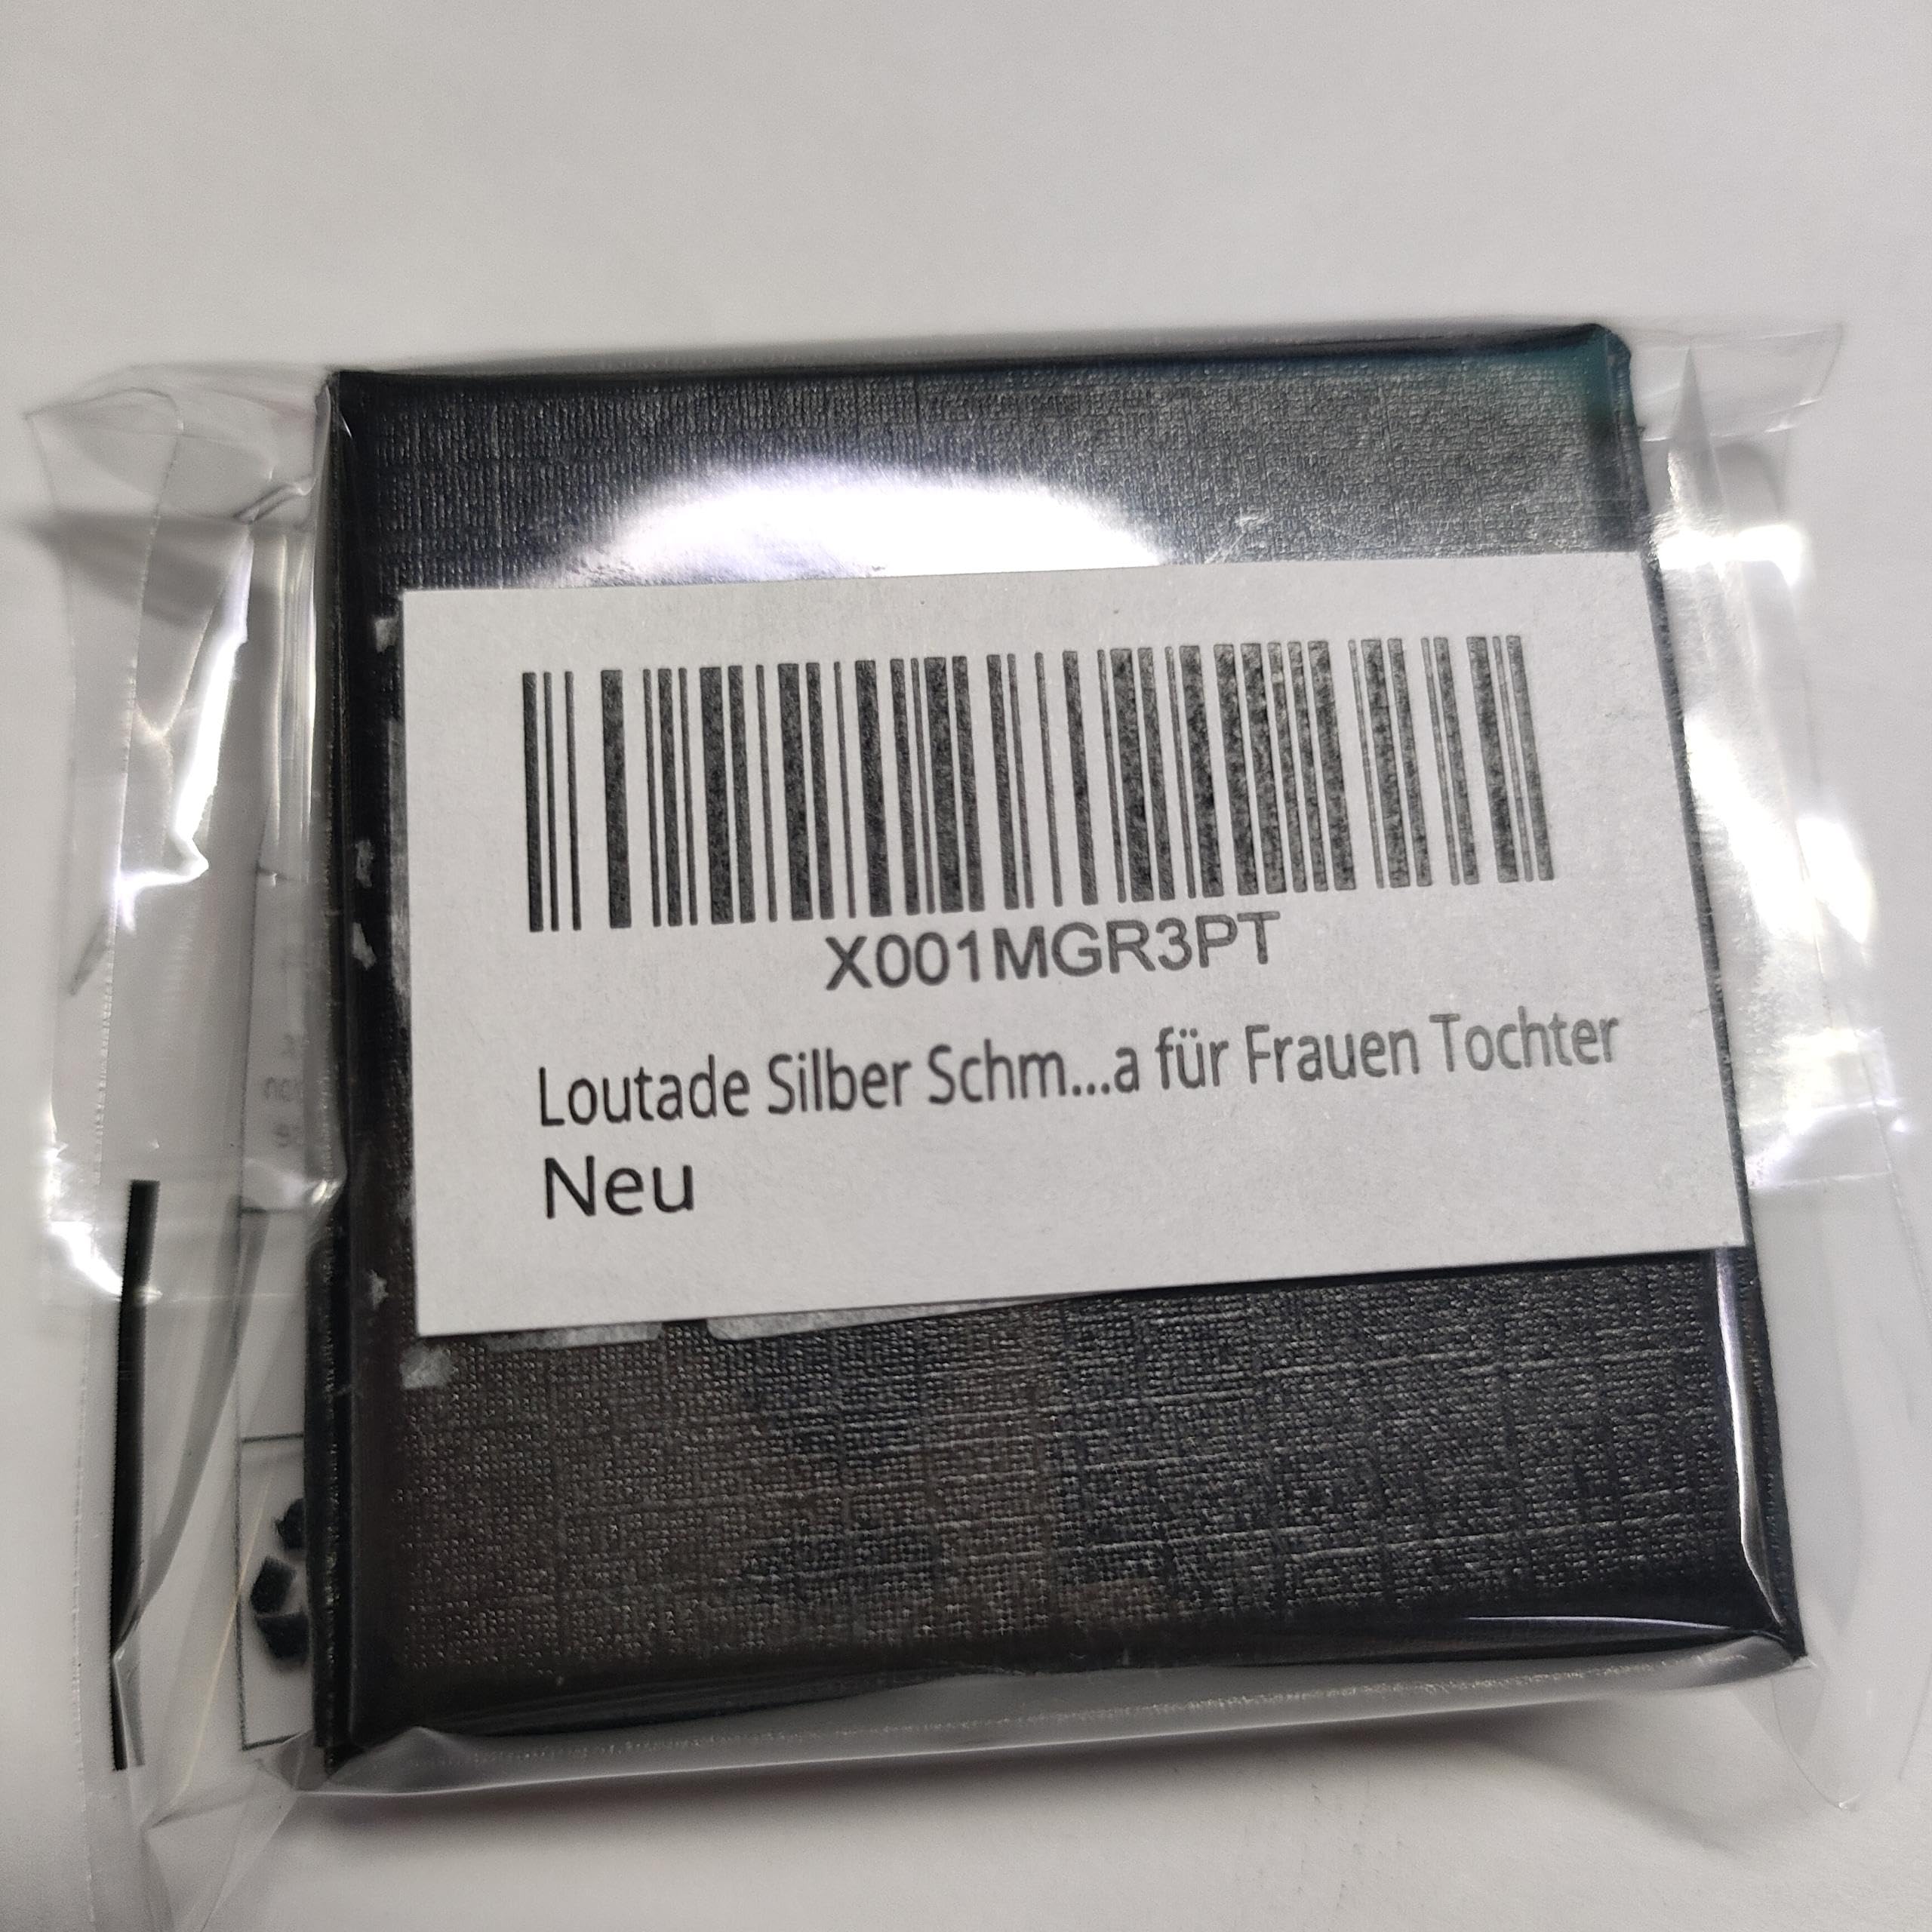 X001MGR3PT
Loutade Silber Schm...a für Frauen Tochter
Neu